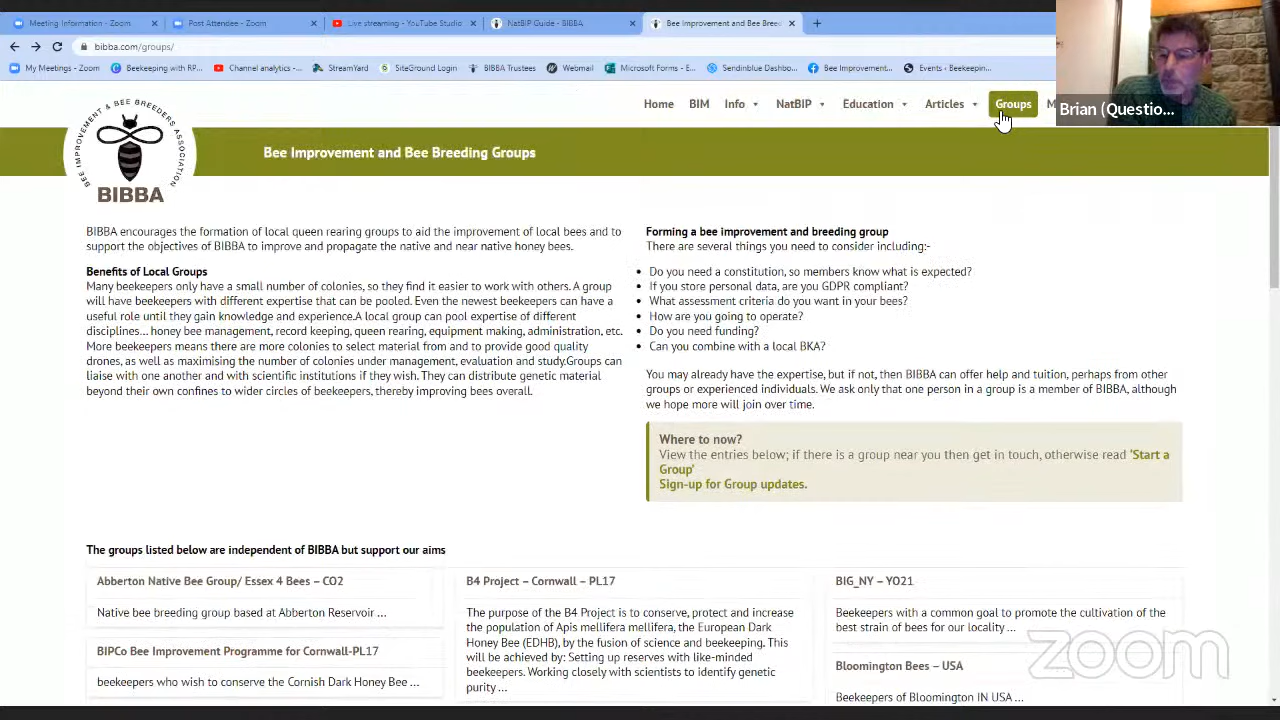 Meeting Information - Zoom
Post Attendee - Zoom
Live streaming - YouTube Studio
NatBIP Guide - BIBBA
Bee Improvement and Bee Breed
bibba.com/groups/
My Meetings - Zoom
Beekeeping with RP...
Channel analytics -...
StreamYard
SiteGround Login
BIBBA Trustees
Webmail
Microsoft Forms - E...
Sendinblue Dashbo...
Bee Improvement...
Events ‹ Beekeepin...
Home
BIM
Info
NatBIP
Education
Articles
Groups
M
Brian (Questio...
BEE IMPROVEMENT & BEE BREEDERS ASSOCIATION
BIBBA
Bee Improvement and Bee Breeding Groups
BIBBA encourages the formation of local queen rearing groups to aid the improvement of local bees and to
support the objectives of BIBBA to improve and propagate the native and near native honey bees.
Benefits of Local Groups
Many beekeepers only have a small number of colonies, so they find it easier to work with others. A group
will have beekeepers with different expertise that can be pooled. Even the newest beekeepers can have a
useful role until they gain knowledge and experience.A local group can pool expertise of different
disciplines... honey bee management, record keeping, queen rearing, equipment making, administration, etc.
More beekeepers means there are more colonies to select material from and to provide good quality
drones, as well as maximising the number of colonies under management, evaluation and study.Groups can
liaise with one another and with scientific institutions if they wish. They can distribute genetic material
beyond their own confines to wider circles of beekeepers, thereby improving bees overall.
Forming a bee improvement and breeding group
There are several things you need to consider including:-
Do you need a constitution, so members know what is expected?
If you store personal data, are you GDPR compliant?
What assessment criteria do you want in your bees?
How are you going to operate?
Do you need funding?
Can you combine with a local BKA?
You may already have the expertise, but if not, then BIBBA can offer help and tuition, perhaps from other
groups or experienced individuals. We ask only that one person in a group is a member of BIBBA, although
we hope more will join over time.
Where to now?
View the entries below; if there is a group near you then get in touch, otherwise read 'Start a
Group'
Sign-up for Group updates.
The groups listed below are independent of BIBBA but support our aims
Abberton Native Bee Group/ Essex 4 Bees – CO2
Native bee breeding group based at Abberton Reservoir ...
BIPCo Bee Improvement Programme for Cornwall-PL17
beekeepers who wish to conserve the Cornish Dark Honey Bee ...
B4 Project – Cornwall – PL17
The purpose of the B4 Project is to conserve, protect and increase
the population of Apis mellifera mellifera, the European Dark
Honey Bee (EDHB), by the fusion of science and beekeeping. This
will be achieved by: Setting up reserves with like-minded
beekeepers. Working closely with scientists to identify genetic
purity ...
BIG_NY – YO21
Beekeepers with a common goal to promote the cultivation of the
best strain of bees for our locality ...
Bloomington Bees – USA
Beekeepers of Bloomington IN USA ...
zoom